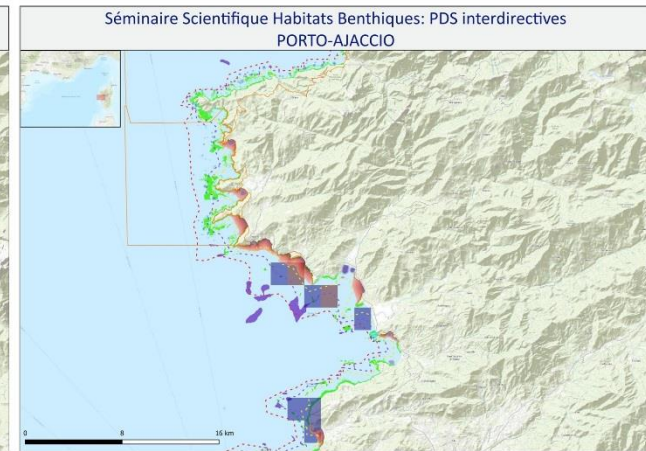 Séminaire Scientifique Habitats Benthiques: PDS interdirectives
PORTO-AJACCIO
0 8 16 km